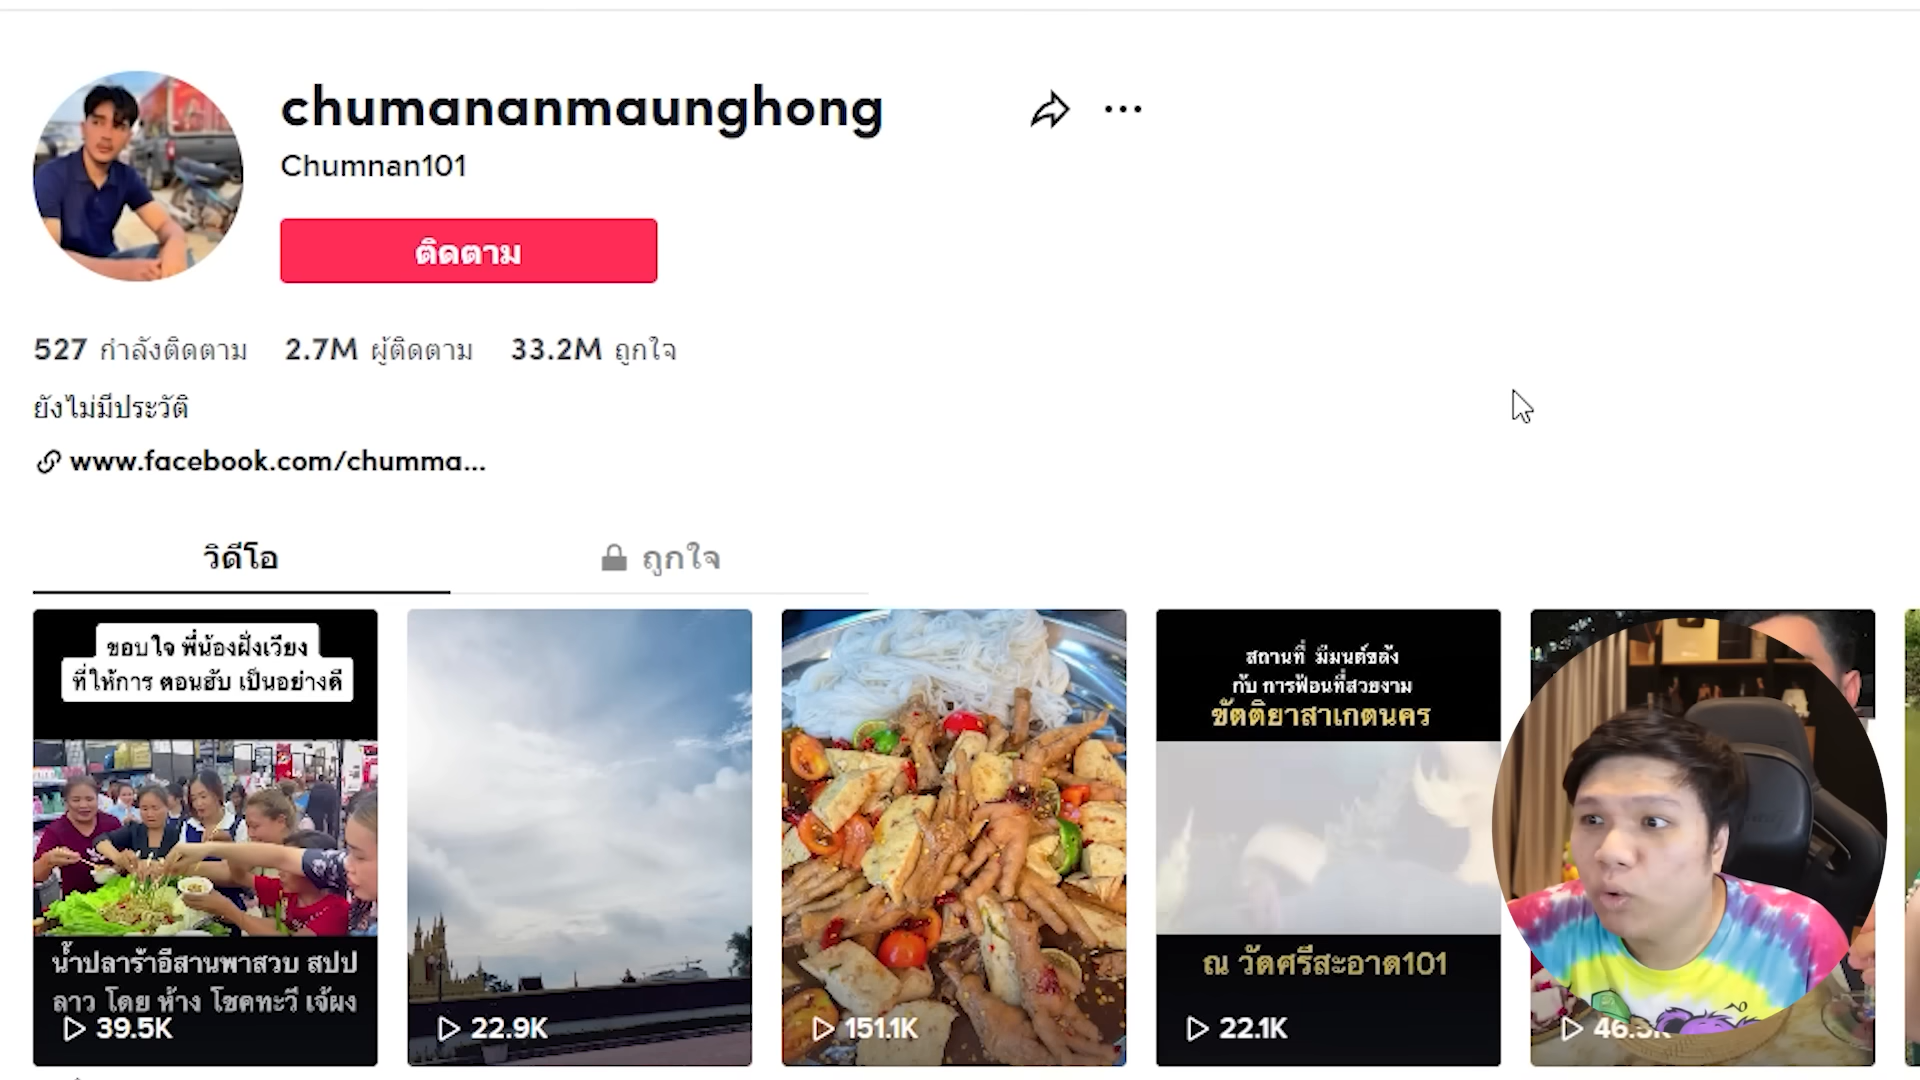 chumananmaunghong
Chumnan101
ติดตาม
527 กำลังติดตาม 2.7M ผู้ติดตาม 33.2M ถูกใจ
ยังไม่มีประวัติ
www.facebook.com/chumma...
วิดีโอ ถูกใจ
ขอบใจ พี่น้องฝั่งเวียง
ที่ให้การ ตอนฮับ เป็นอย่างดี
น้ำปลาร้าอีสานพาสวบ สปป
ลาว โดย ห้าง โชคทะวี เจ้ผง
39.5K
22.9K
151.1K
สถานที่ มีมนต์ขลัง
กับ การฟ้อนที่สวยงาม
ขัตติยาสาเกตนคร
ณ วัดศรีสะอาด101
22.1K